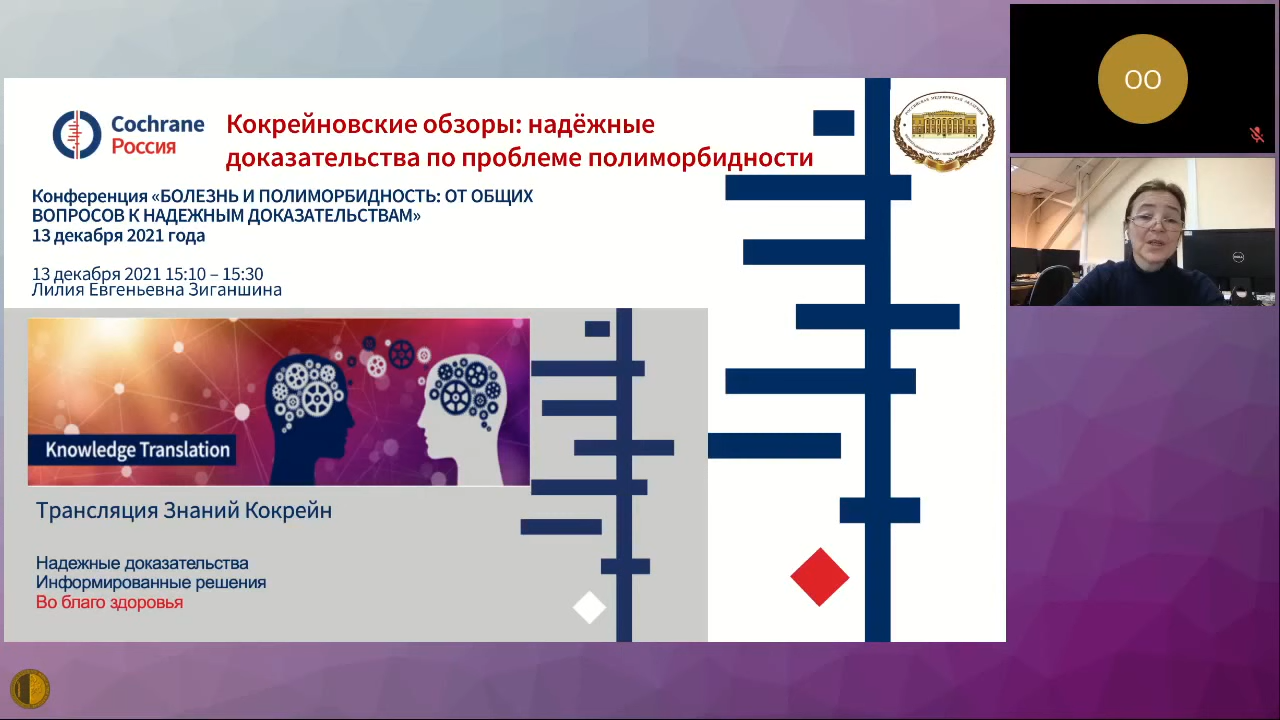 Cochrane
Россия
Кокрейновские обзоры: надёжные
доказательства по проблеме полиморбидности
Конференция «БОЛЕЗНЬ И ПОЛИМОРБИДНОСТЬ: ОТ ОБЩИХ
ВОПРОСОВ К НАДЕЖНЫМ ДОКАЗАТЕЛЬСТВАМ»
13 декабря 2021 года
13 декабря 2021 15:10 – 15:30
Лилия Евгеньевна Зиганшина
Knowledge Translation
Трансляция Знаний Кокрейн
Надежные доказательства
Информированные решения
Во благо здоровья
ОО
DELL